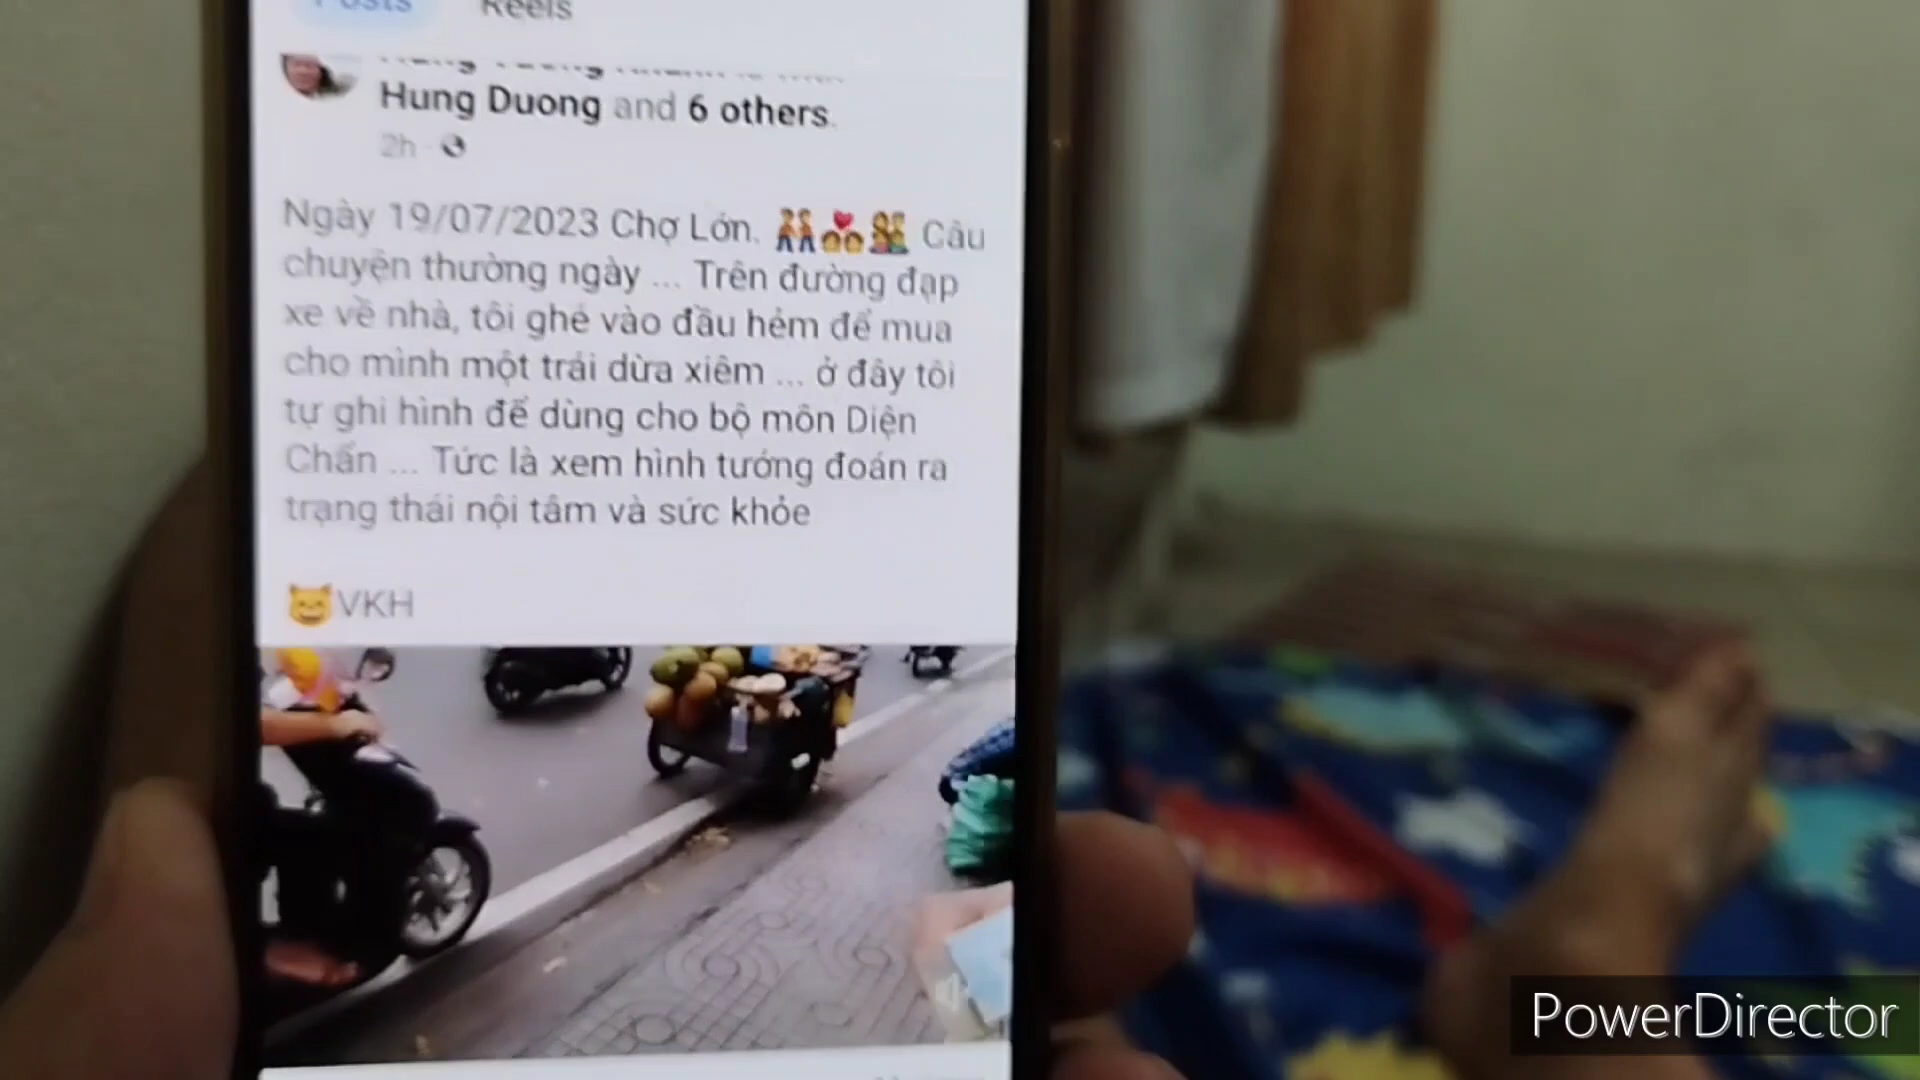 Posts Reels
Hung Duong and 6 others.
2h
Ngày 19/07/2023 Chợ Lớn. 👬💑👭 Câu
chuyện thường ngày ... Trên đường đạp
xe về nhà, tôi ghé vào đầu hẻm để mua
cho mình một trái dừa xiêm ... ở đây tôi
tự ghi hình để dùng cho bộ môn Diện
Chẩn ... Tức là xem hình tướng đoán ra
trạng thái nội tâm và sức khỏe
😸VKH
PowerDirector